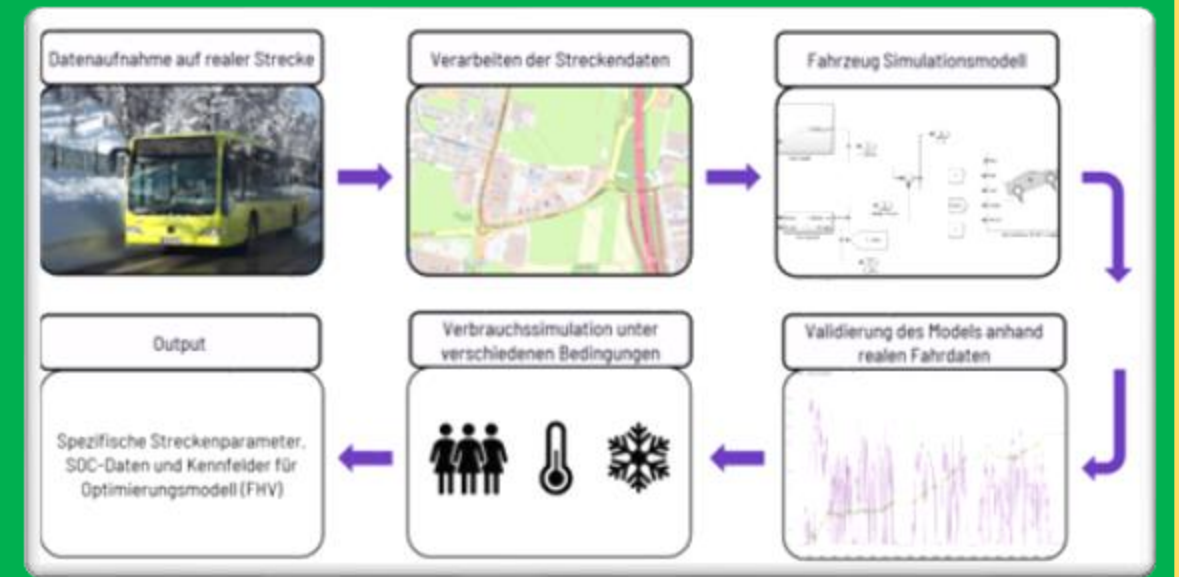 Datenaufnahme auf realer Strecke
Verarbeiten der Streckendaten
Fahrzeug Simulationsmodell
Validierung des Models anhand
realen Fahrdaten
Verbrauchssimulation unter
verschiedenen Bedingungen
Output
Spezifische Streckenparameter,
SOC-Daten und Kennfelder für
Optimierungsmodell (FHV)